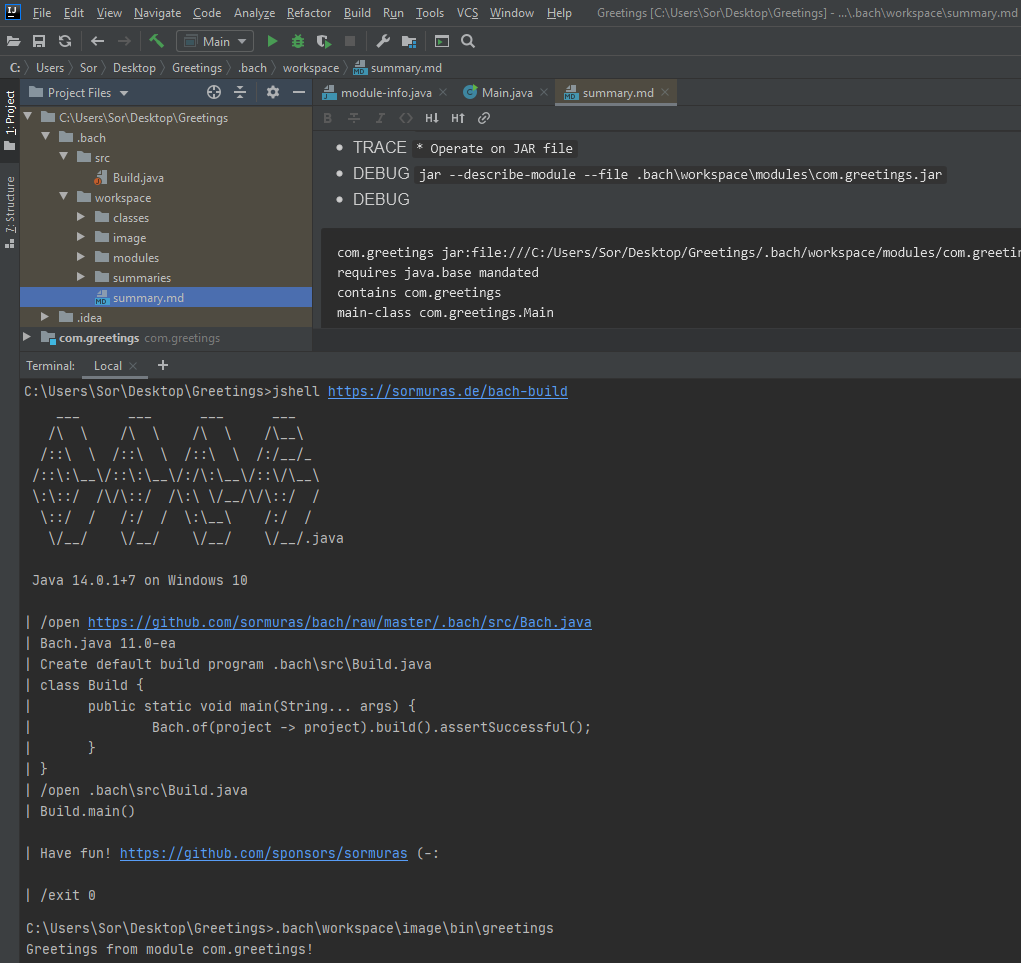 File Edit View Navigate Code Analyze Refactor Build Run Tools VCS Window Help Greetings [C:\Users\Sor\Desktop\Greetings] - ...\.bach\workspace\summary.md
Main
C: Users Sor Desktop Greetings .bach workspace summary.md
1: Project
7: Structure
Project Files
module-info.java Main.java summary.md
C:\Users\Sor\Desktop\Greetings
.bach
src
Build.java
workspace
classes
image
modules
summaries
summary.md
.idea
com.greetings com.greetings
B I <> H↓ H↑
• TRACE * Operate on JAR file
• DEBUG jar --describe-module --file .bach\workspace\modules\com.greetings.jar
• DEBUG
com.greetings jar:file:///C:/Users/Sor/Desktop/Greetings/.bach/workspace/modules/com.greetin
requires java.base mandated
contains com.greetings
main-class com.greetings.Main
Terminal: Local +
C:\Users\Sor\Desktop\Greetings>jshell https://sormuras.de/bach-build
    ___      ___      ___      ___
   /\  \    /\  \    /\  \    /\__\
  /::\  \  /::\  \  /::\  \  /:/__/_
 /::\:\__\/::\:\__\/:/\:\__\/::\/\__\
 \:\::/  /\/\::/  /\:\ \/__/\/\::/  /
  \::/  /   /:/  /  \:\__\    /:/  /
   \/__/    \/__/    \/__/    \/__/.java
Java 14.0.1+7 on Windows 10
| /open https://github.com/sormuras/bach/raw/master/.bach/src/Bach.java
| Bach.java 11.0-ea
| Create default build program .bach\src\Build.java
| class Build {
|       public static void main(String... args) {
|               Bach.of(project -> project).build().assertSuccessful();
|       }
| }
| /open .bach\src\Build.java
| Build.main()
| Have fun! https://github.com/sponsors/sormuras (-:
| /exit 0
C:\Users\Sor\Desktop\Greetings>.bach\workspace\image\bin\greetings
Greetings from module com.greetings!